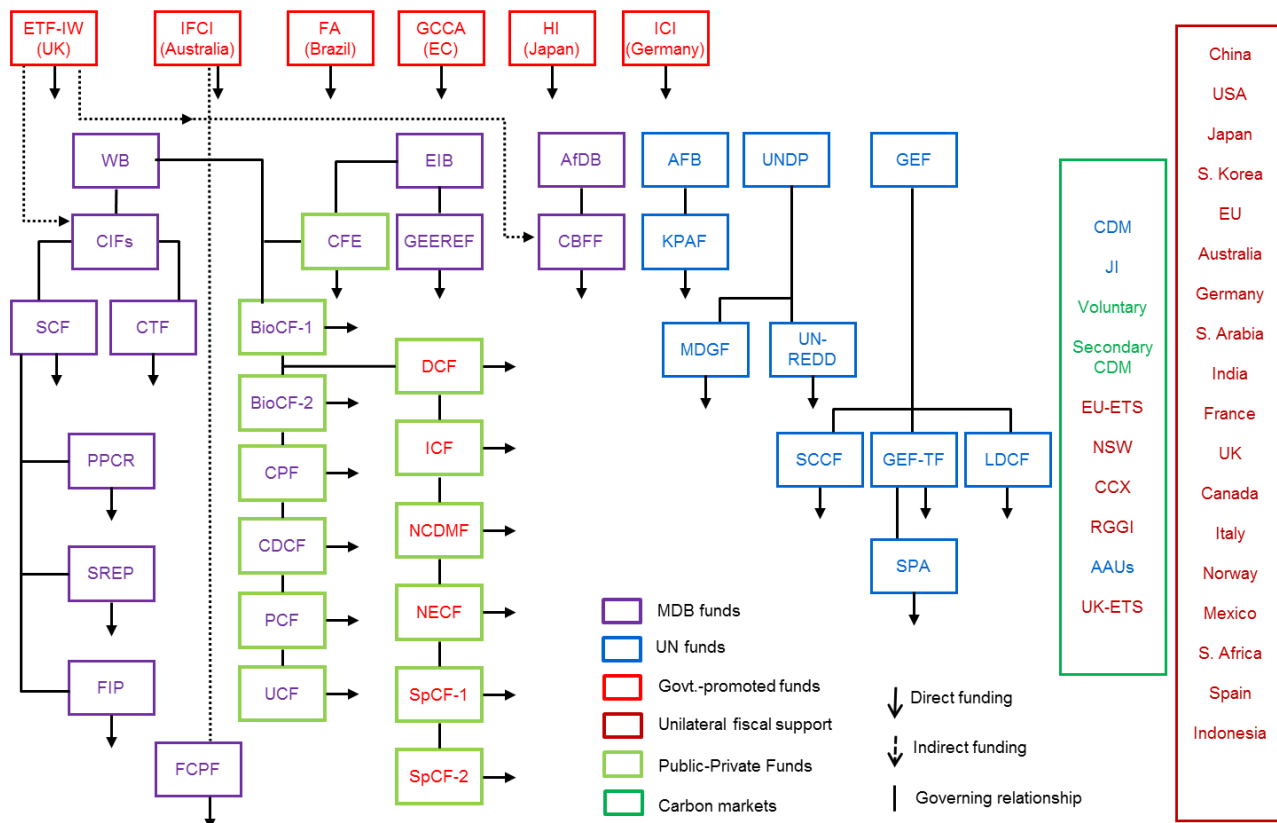 ETF-IW
(UK)
IFCI
(Australia)
FA
(Brazil)
GCCA
(EC)
HI
(Japan)
ICI
(Germany)
WB
EIB
AfDB
AFB
UNDP
GEF
CIFs
CFE
GEEREF
CBFF
KPAF
SCF
CTF
BioCF-1
DCF
MDGF
UN-
REDD
BioCF-2
PPCR
CPF
ICF
SCCF
GEF-TF
LDCF
SREP
CDCF
NCDMF
SPA
FIP
PCF
NECF
UCF
SpCF-1
FCPF
SpCF-2
MDB funds
UN funds
Govt.-promoted funds
Unilateral fiscal support
Public-Private Funds
Carbon markets
Direct funding
Indirect funding
Governing relationship
CDM
JI
Voluntary
Secondary
CDM
EU-ETS
NSW
CCX
RGGI
AAUs
UK-ETS
China
USA
Japan
S. Korea
EU
Australia
Germany
S. Arabia
India
France
UK
Canada
Italy
Norway
Mexico
S. Africa
Spain
Indonesia